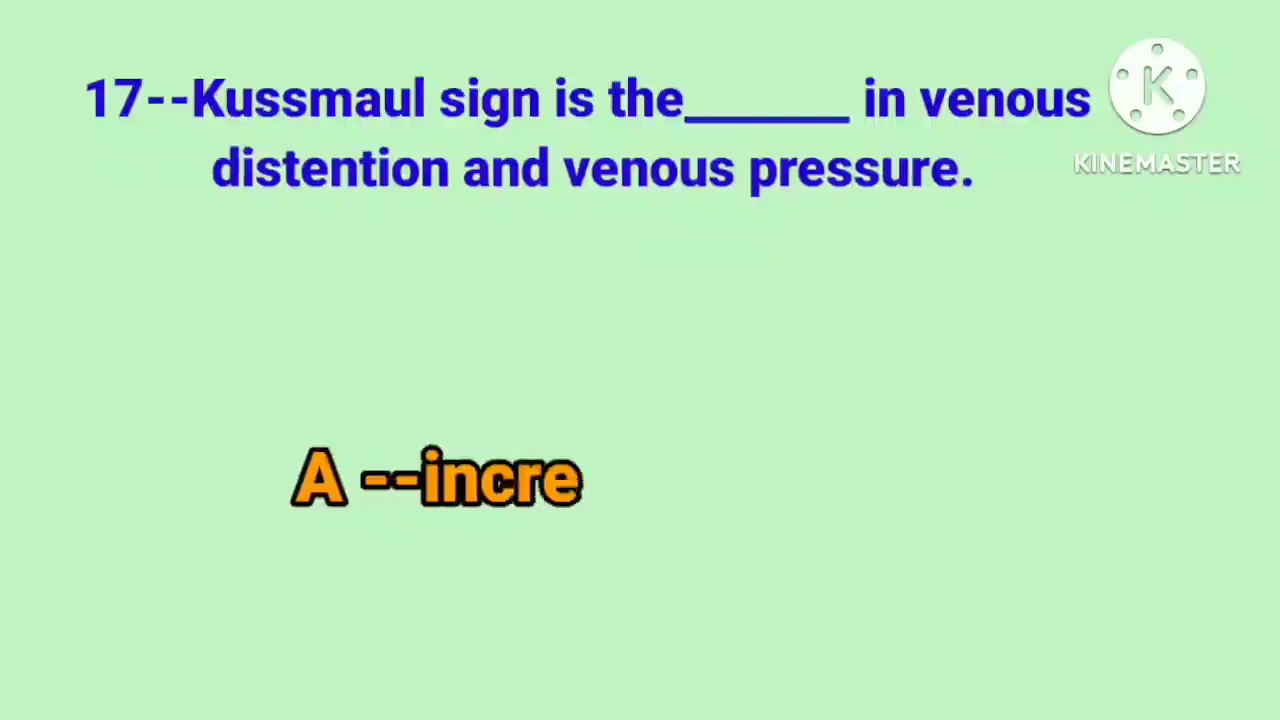 17--Kussmaul sign is the______ in venous
distention and venous pressure.
KINEMASTER
A --incre